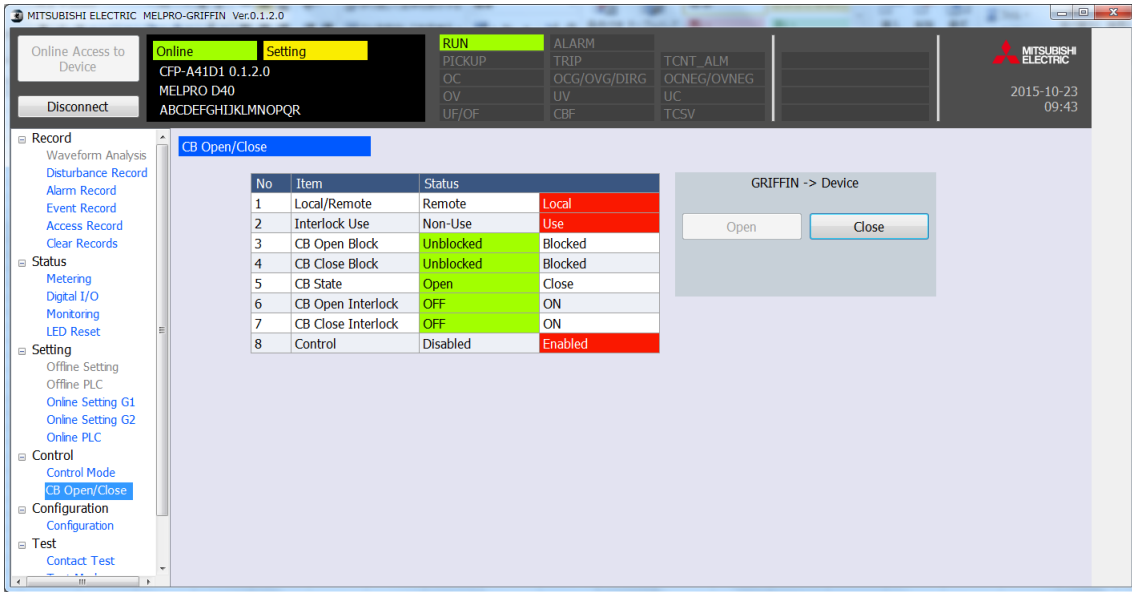 MITSUBISHI ELECTRIC MELPRO-GRIFFIN Ver.0.1.2.0
Online Access to
Device
Disconnect
Online Setting
CFP-A41D1 0.1.2.0
MELPRO D40
ABCDEFGHIJKLMNOPQR
RUN ALARM
PICKUP TRIP TCNT_ALM
OC OCG/OVG/DIRG OCNEG/OVNEG
OV UV UC
UF/OF CBF TCSV
MITSUBISHI
ELECTRIC
2015-10-23
09:43
Record
Waveform Analysis
Disturbance Record
Alarm Record
Event Record
Access Record
Clear Records
Status
Metering
Digital I/O
Monitoring
LED Reset
Setting
Offline Setting
Offline PLC
Online Setting G1
Online Setting G2
Online PLC
Control
Control Mode
CB Open/Close
Configuration
Configuration
Test
Contact Test
CB Open/Close
No Item Status
1 Local/Remote Remote Local
2 Interlock Use Non-Use Use
3 CB Open Block Unblocked Blocked
4 CB Close Block Unblocked Blocked
5 CB State Open Close
6 CB Open Interlock OFF ON
7 CB Close Interlock OFF ON
8 Control Disabled Enabled
GRIFFIN -> Device
Open Close